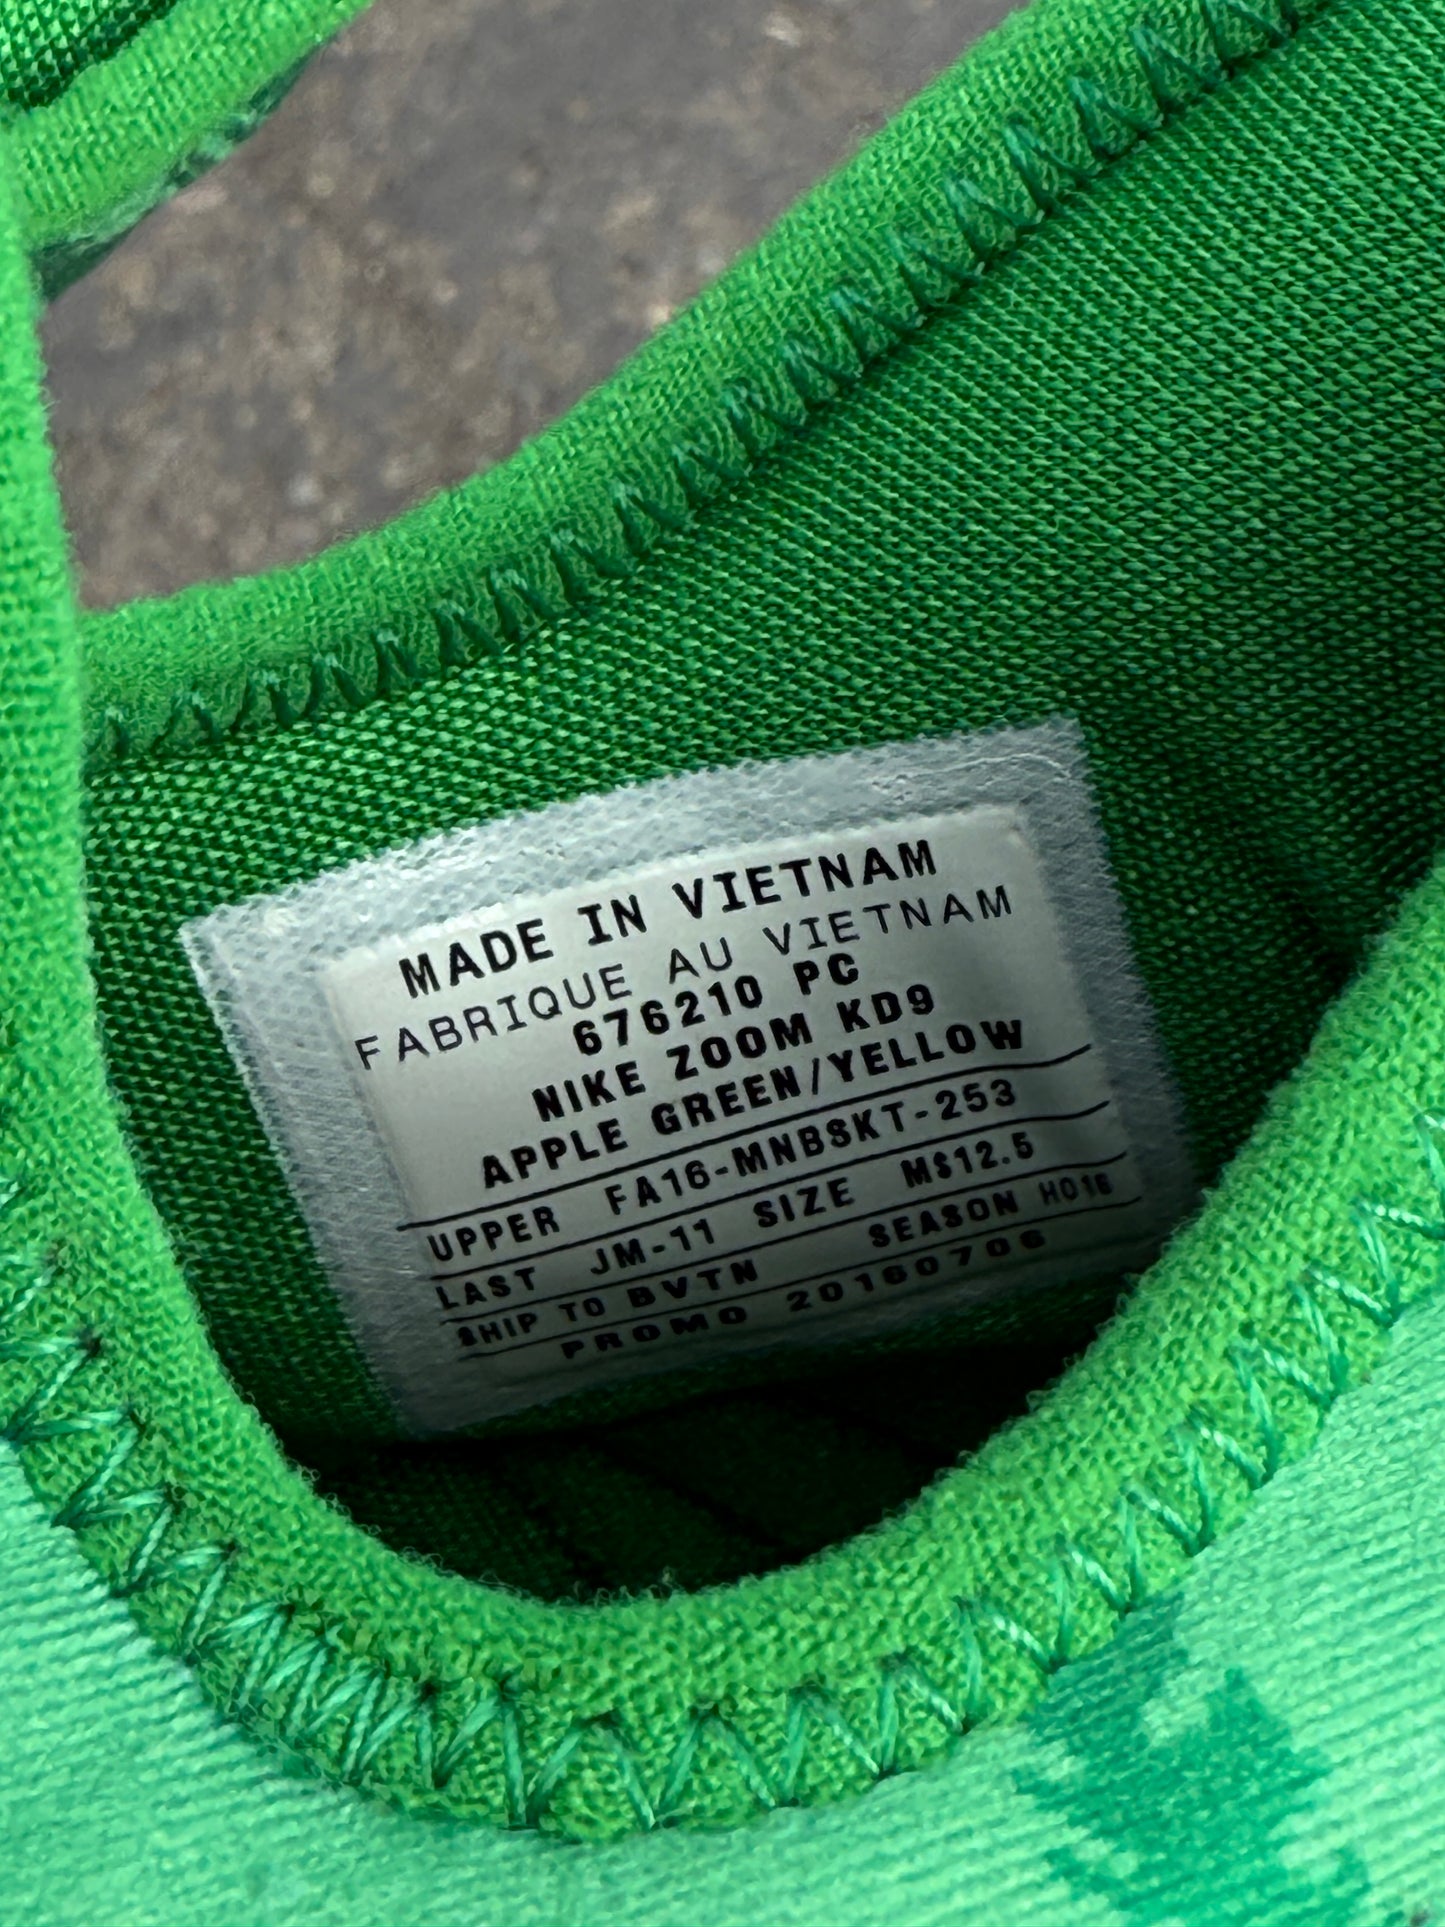 MADE IN VIETNAM
FABRIQUE AU VIETNAM
676210 PC
NIKE ZOOM KD9
APPLE GREEN/YELLOW
UPPER FA16-MNBSKT-253
LAST JM-11 SIZE M$12.5
SHIP TO BVTN SEASON HO16
PROMO 20160706